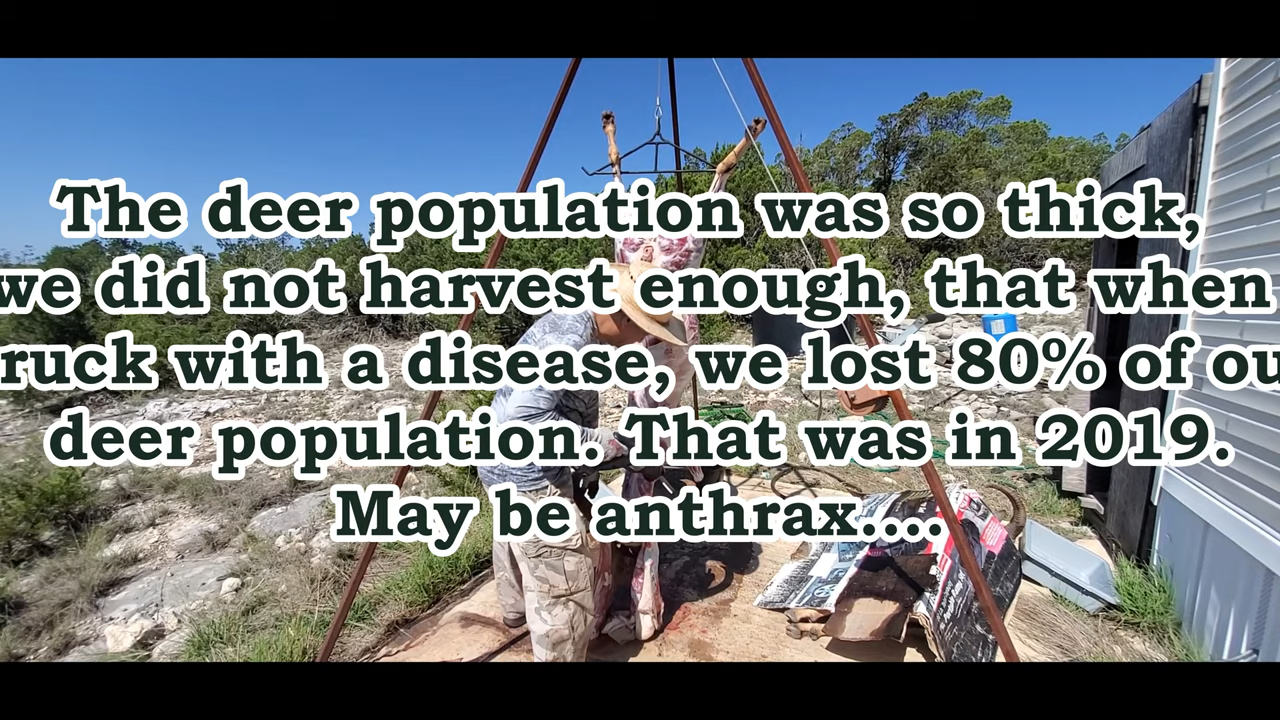 The deer population was so thick,
we did not harvest enough, that when
ruck with a disease, we lost 80% of ou
deer population. That was in 2019.
May be anthrax....